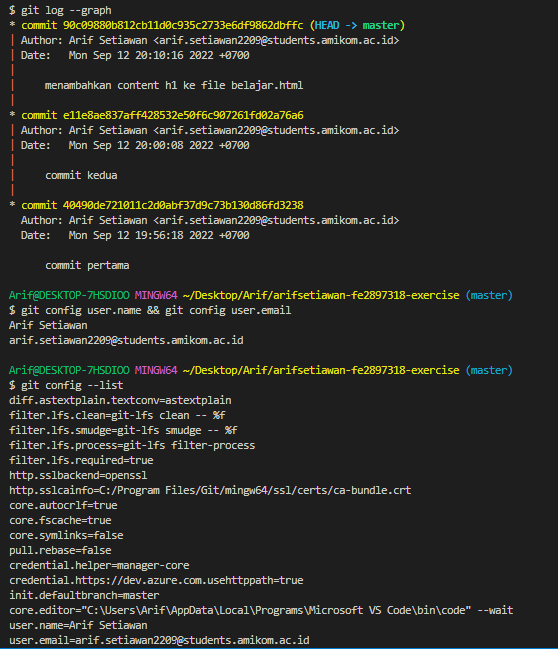 $ git log --graph
* commit 90c09880b812cb11d0c935c2733e6df9862dbffc (HEAD -> master)
| Author: Arif Setiawan <arif.setiawan2209@students.amikom.ac.id>
| Date:   Mon Sep 12 20:10:16 2022 +0700
|
|     menambahkan content h1 ke file belajar.html
|
* commit e11e8ae837aff428532e50f6c907261fd02a76a6
| Author: Arif Setiawan <arif.setiawan2209@students.amikom.ac.id>
| Date:   Mon Sep 12 20:00:08 2022 +0700
|
|     commit kedua
|
* commit 40490de721011c2d0abf37d9c73b130d86fd3238
  Author: Arif Setiawan <arif.setiawan2209@students.amikom.ac.id>
  Date:   Mon Sep 12 19:56:18 2022 +0700

      commit pertama

Arif@DESKTOP-7HSDIOO MINGW64 ~/Desktop/Arif/arifsetiawan-fe2897318-exercise (master)
$ git config user.name && git config user.email
Arif Setiawan
arif.setiawan2209@students.amikom.ac.id

Arif@DESKTOP-7HSDIOO MINGW64 ~/Desktop/Arif/arifsetiawan-fe2897318-exercise (master)
$ git config --list
diff.astextplain.textconv=astextplain
filter.lfs.clean=git-lfs clean -- %f
filter.lfs.smudge=git-lfs smudge -- %f
filter.lfs.process=git-lfs filter-process
filter.lfs.required=true
http.sslbackend=openssl
http.sslcainfo=C:/Program Files/Git/mingw64/ssl/certs/ca-bundle.crt
core.autocrlf=true
core.fscache=true
core.symlinks=false
pull.rebase=false
credential.helper=manager-core
credential.https://dev.azure.com.usehttppath=true
init.defaultbranch=master
core.editor="C:\Users\Arif\AppData\Local\Programs\Microsoft VS Code\bin\code" --wait
user.name=Arif Setiawan
user.email=arif.setiawan2209@students.amikom.ac.id